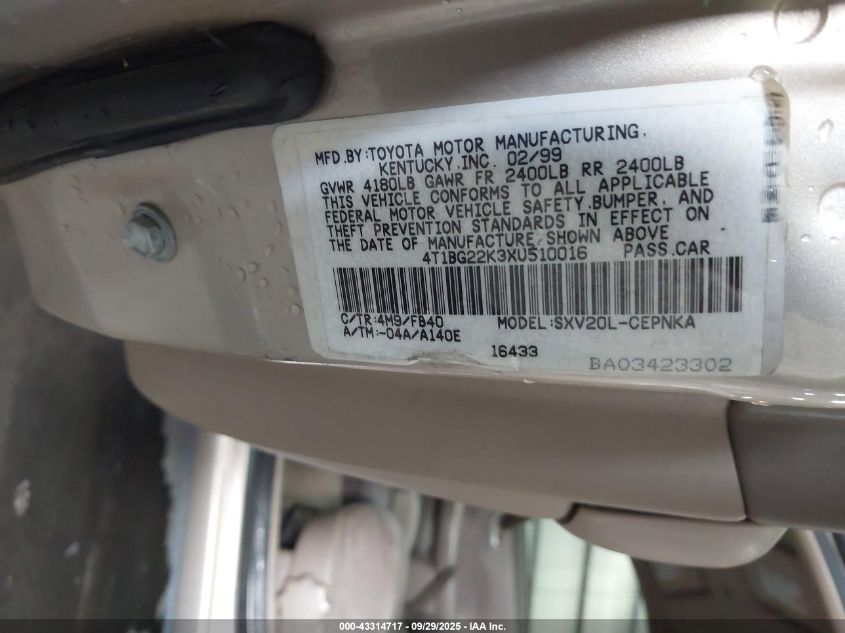 MFD.BY:TOYOTA MOTOR MANUFACTURING,
KENTUCKY,INC. 02/99
GVWR 4180LB GAWR FR 2400LB RR 2400LB
THIS VEHICLE CONFORMS TO ALL APPLICABLE
FEDERAL MOTOR VEHICLE SAFETY,BUMPER, AND
THEFT PREVENTION STANDARDS IN EFFECT ON
THE DATE OF MANUFACTURE SHOWN ABOVE
4T1BG22K3XU510016 PASS.CAR
C/TR:4M9/FB40 MODEL:SXV20L-CEPNKA
A/TM:-04A/A140E
16433
BA03423302
000-43314717 - 09/29/2025 - IAA Inc.